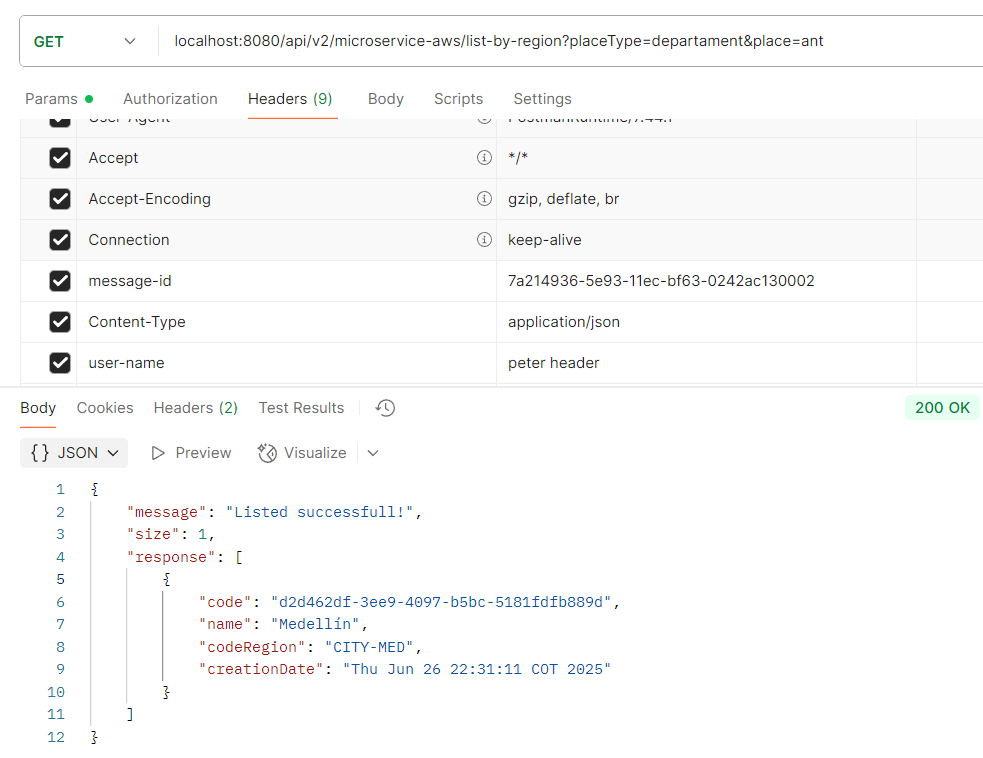 GET localhost:8080/api/v2/microservice-aws/list-by-region?placeType=departament&place=ant
Params Authorization Headers (9) Body Scripts Settings
User-Agent PostmanRuntime/7.44.1
Accept */*
Accept-Encoding gzip, deflate, br
Connection keep-alive
message-id 7a214936-5e93-11ec-bf63-0242ac130002
Content-Type application/json
user-name peter header
Body Cookies Headers (2) Test Results 200 OK
{} JSON Preview Visualize
1 {
2 "message": "Listed successfull!",
3 "size": 1,
4 "response": [
5 {
6 "code": "d2d462df-3ee9-4097-b5bc-5181fdfb889d",
7 "name": "Medellín",
8 "codeRegion": "CITY-MED",
9 "creationDate": "Thu Jun 26 22:31:11 COT 2025"
10 }
11 ]
12 }